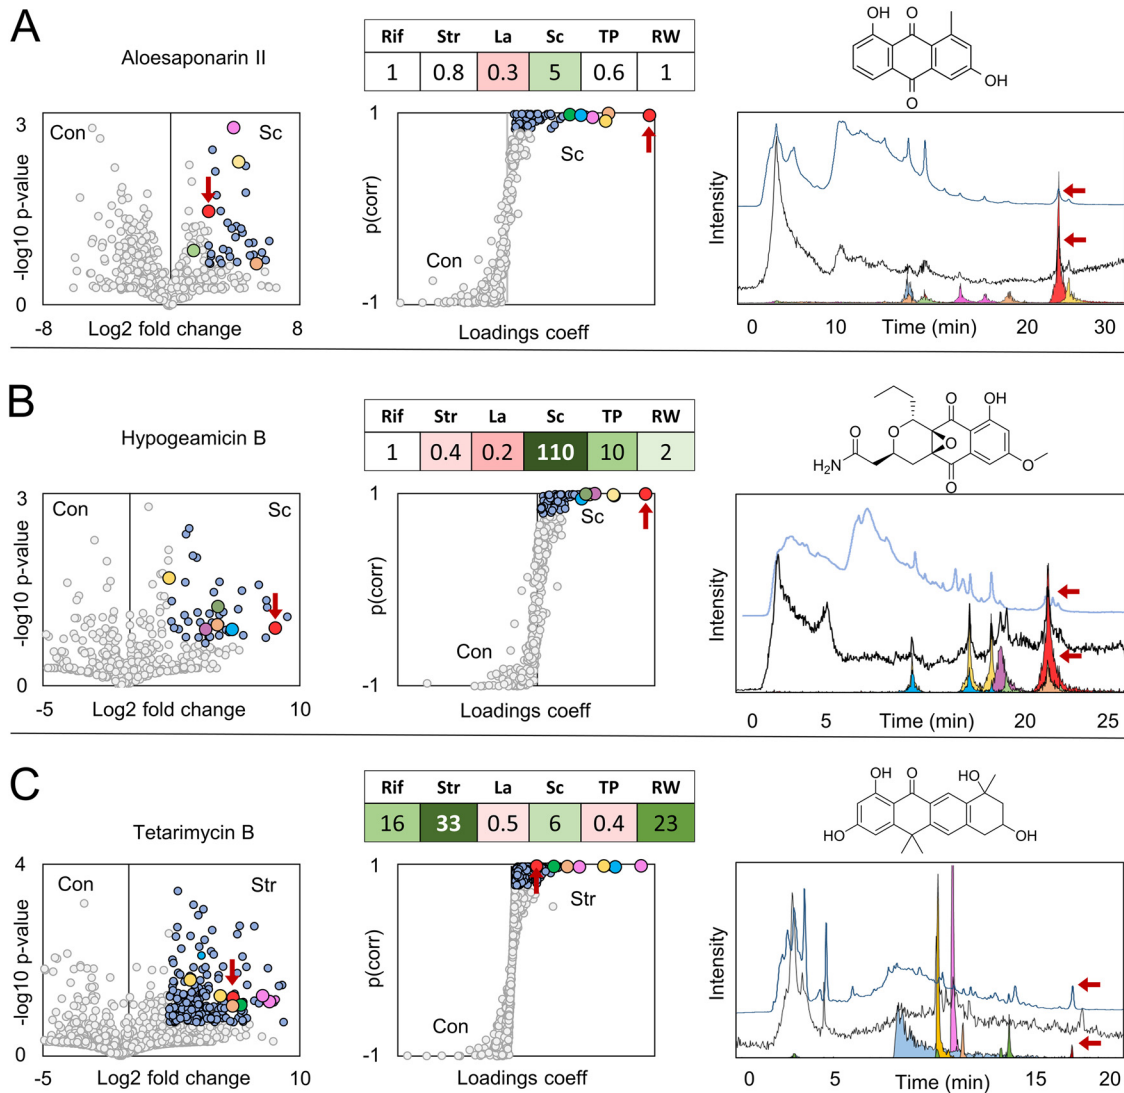 A
Aloesaponarin II
Rif Str La Sc TP RW
1 0.8 0.3 5 0.6 1
OH O
OH
O
3
Con Sc
-log10 p-value
0
-8 Log2 fold change 8
1
Sc
p(corr)
Con
-1
Loadings coeff
Intensity
0 10 Time (min) 20 30
B
Hypogeamicin B
Rif Str La Sc TP RW
1 0.4 0.2 110 10 2
O OH
O O O
H₂N O
O
3
Con Sc
-log10 p-value
0
-5 Log2 fold change 10
1
Sc
p(corr)
Con
-1
Loadings coeff
Intensity
0 5 Time (min) 20 25
C
Tetarimycin B
Rif Str La Sc TP RW
16 33 0.5 6 0.4 23
OH O HO
HO OH
4
Con Str
-log10 p-value
0
-5 Log2 fold change 10
1
Str
p(corr)
Con
-1
Loadings coeff
Intensity
0 5 Time (min) 15 20